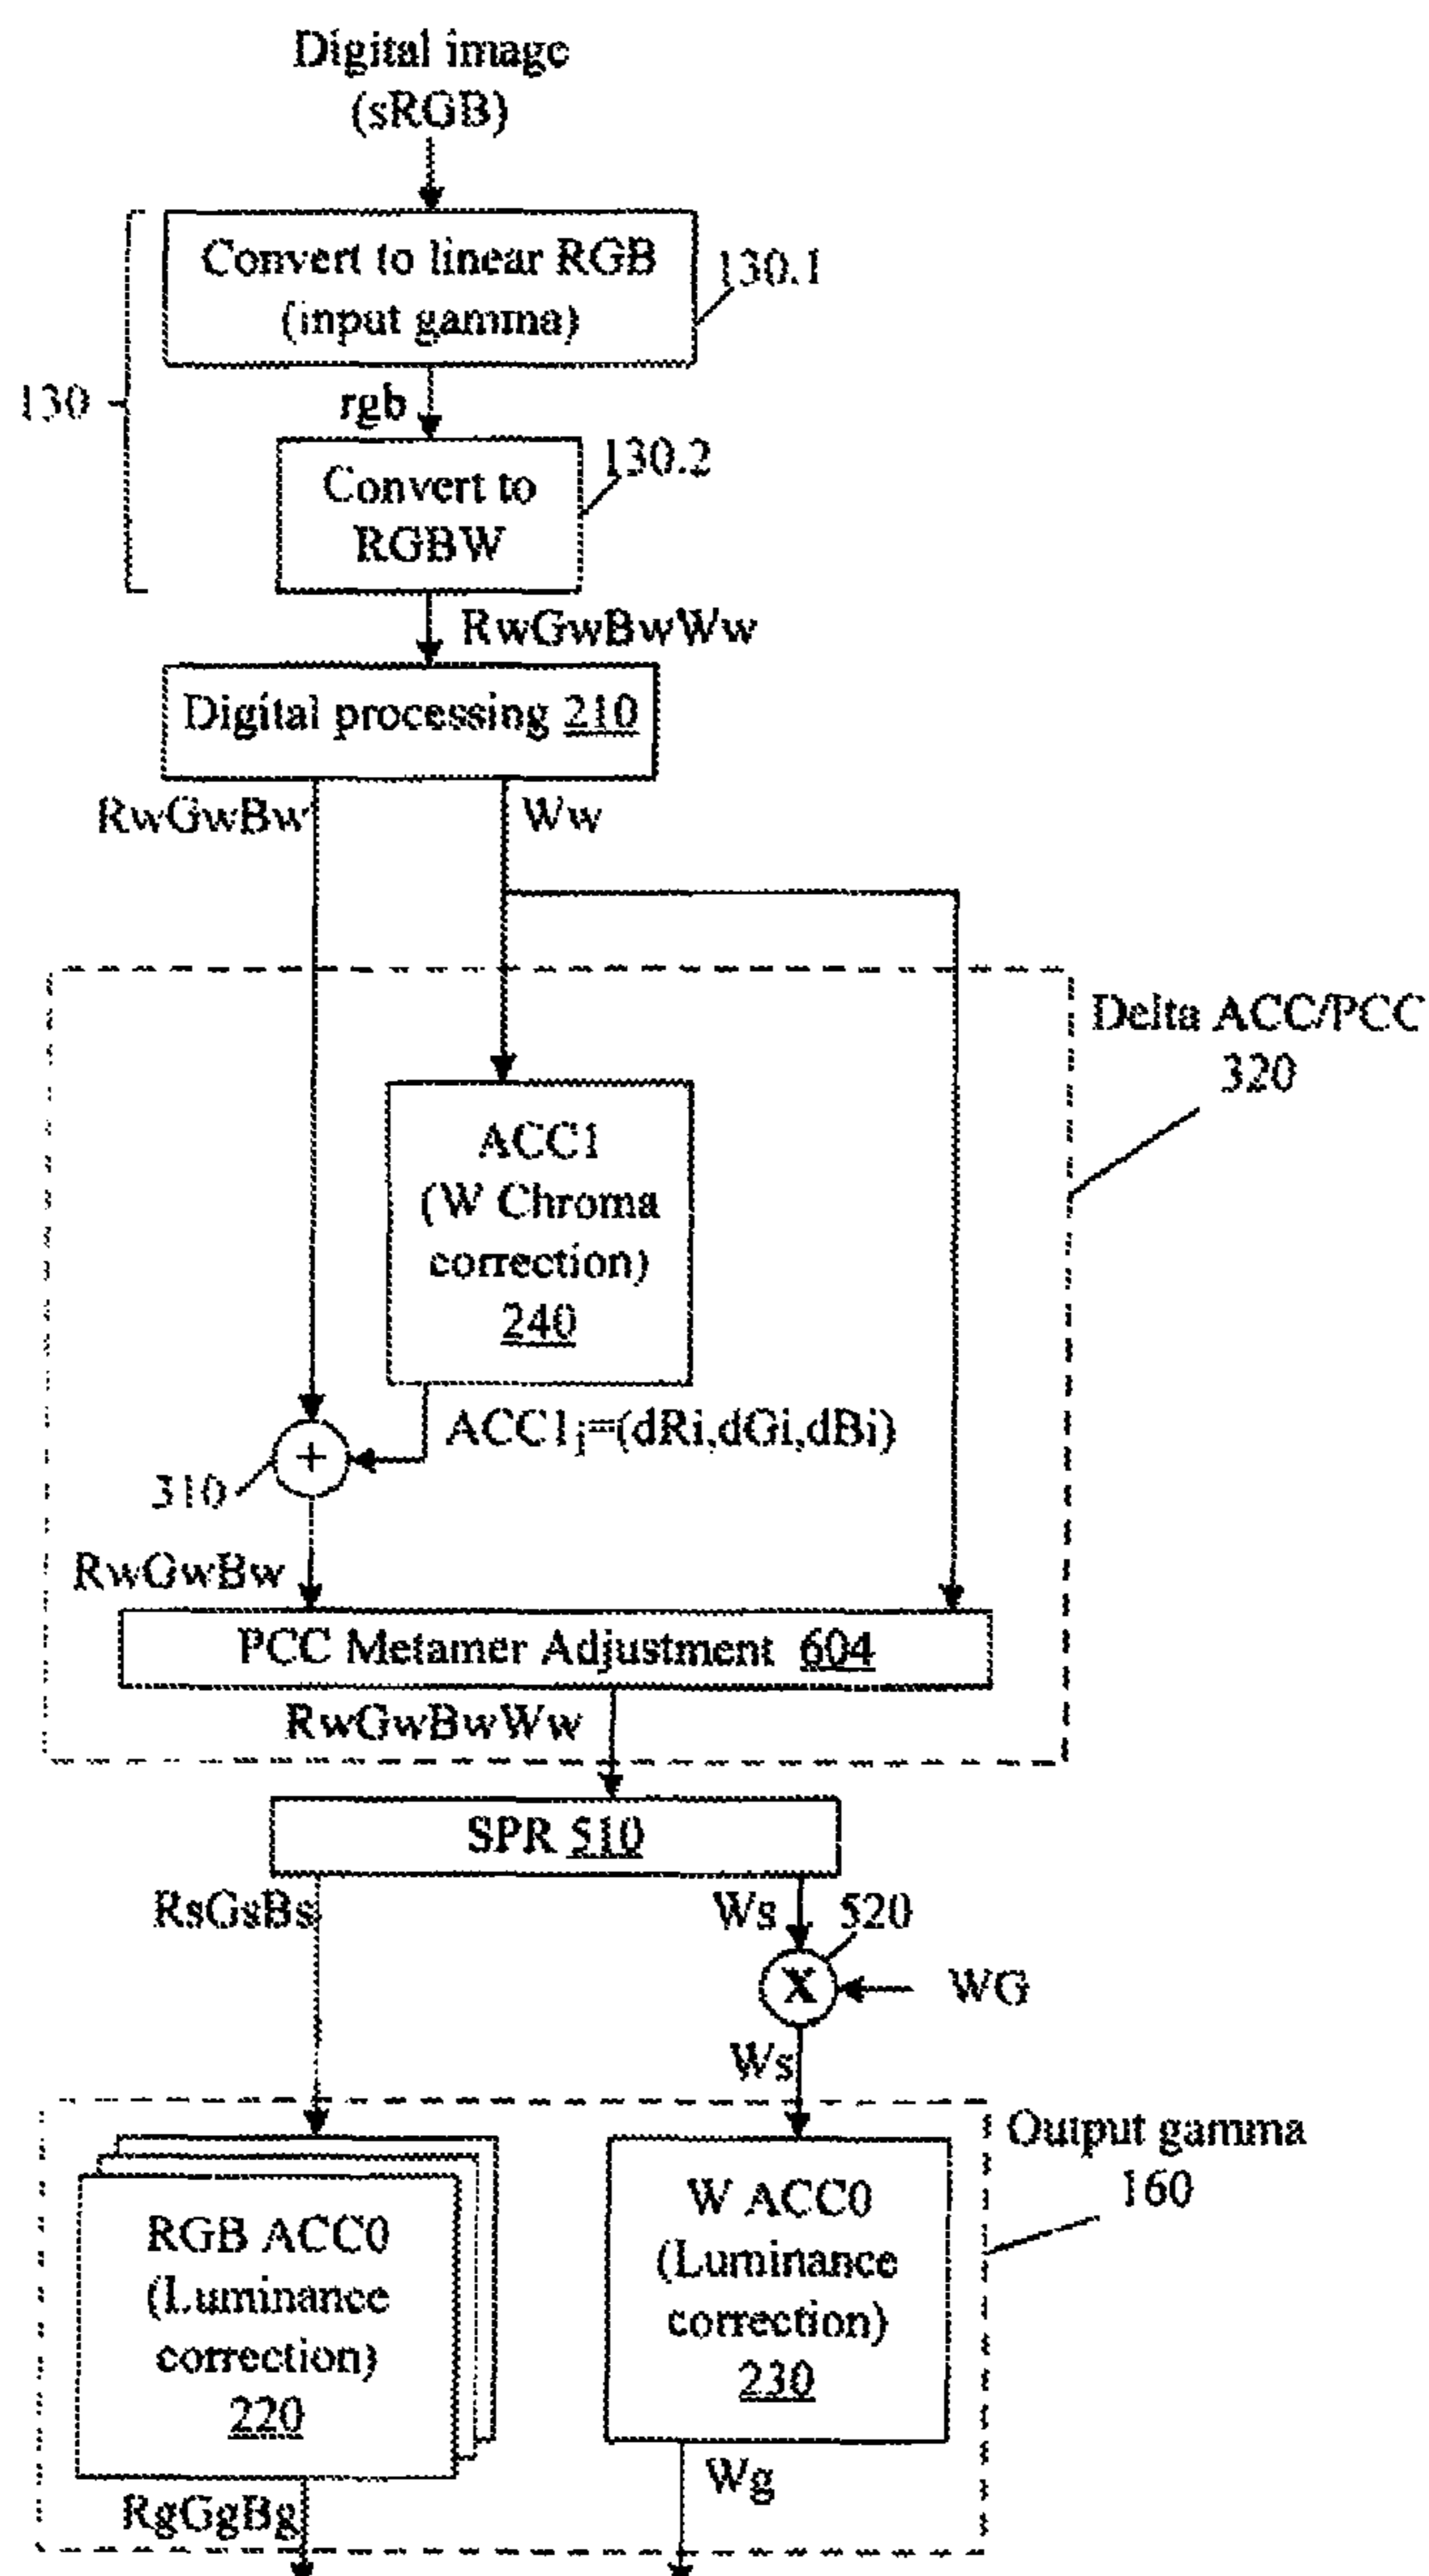 Digital image
(sRGB)
Convert to linear RGB
(input gamma)
130.1
130
rgb
Convert to
RGBW
130.2
RwGwBwWw
Digital processing 210
RwGwBw
Ww
Delta ACC/PCC
320
ACC1
(W Chroma
correction)
240
ACC1i=(dRi,dGi,dBi)
+
310
RwGwBw
PCC Metamer Adjustment 604
RwGwBwWw
SPR 510
RsGsBs
Ws
520
X
WG
Ws
Output gamma
160
RGB ACC0
(Luminance
correction)
220
W ACC0
(Luminance
correction)
230
RgGgBg
Wg